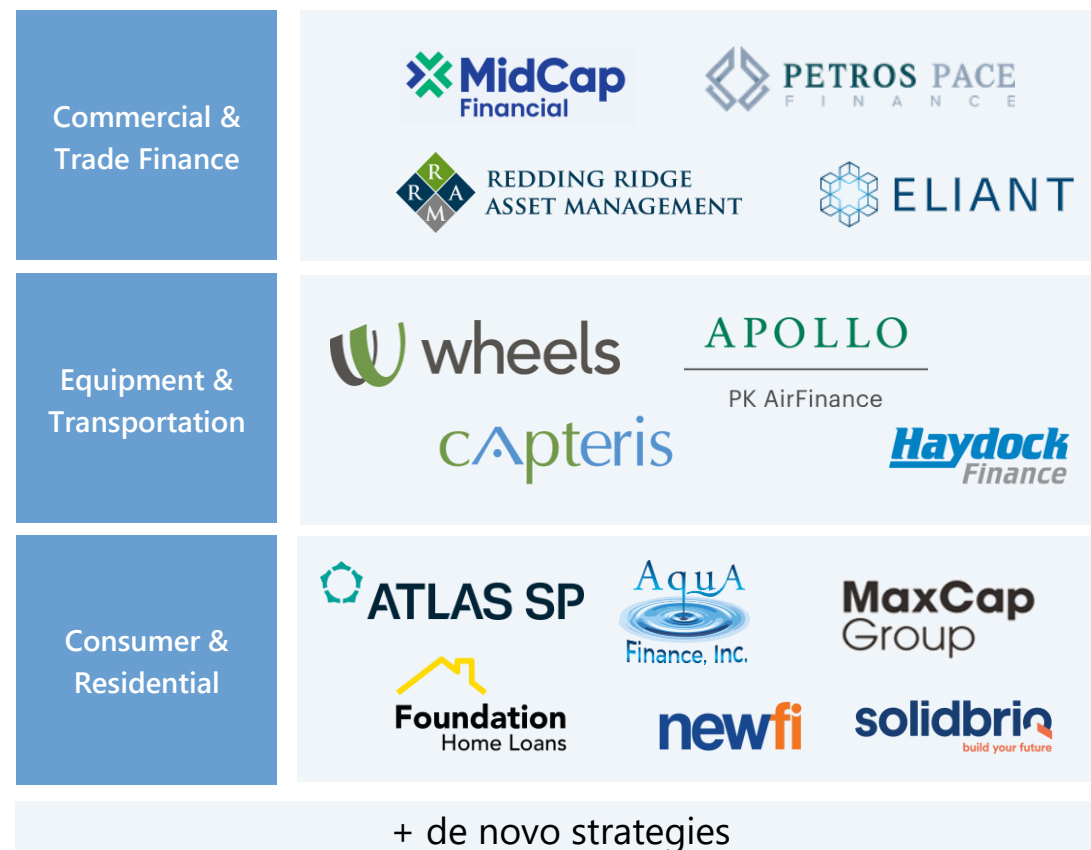 Commercial &
Trade Finance
MidCap
Financial
PETROS PACE
FINANCE
R
R A
M
REDDING RIDGE
ASSET MANAGEMENT
ELIANT
Equipment &
Transportation
wheels
APOLLO
PK AirFinance
cApteris
Haydock
Finance
Consumer &
Residential
ATLAS SP
AquA
Finance, Inc.
MaxCap
Group
Foundation
Home Loans
newfi
solidbriq
build your future
+ de novo strategies